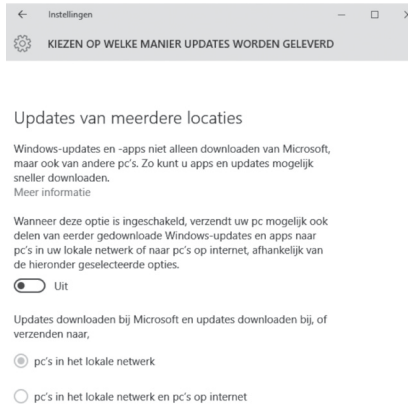 Instellingen
KIEZEN OP WELKE MANIER UPDATES WORDEN GELEVERD
Updates van meerdere locaties
Windows-updates en -apps niet alleen downloaden van Microsoft,
maar ook van andere pc's. Zo kunt u apps en updates mogelijk
sneller downloaden.
Meer informatie
Wanneer deze optie is ingeschakeld, verzendt uw pc mogelijk ook
delen van eerder gedownloade Windows-updates en apps naar
pc's in uw lokale netwerk of naar pc's op internet, afhankelijk van
de hieronder geselecteerde opties.
Uit
Updates downloaden bij Microsoft en updates downloaden bij, of
verzenden naar,
pc's in het lokale netwerk
pc's in het lokale netwerk en pc's op internet